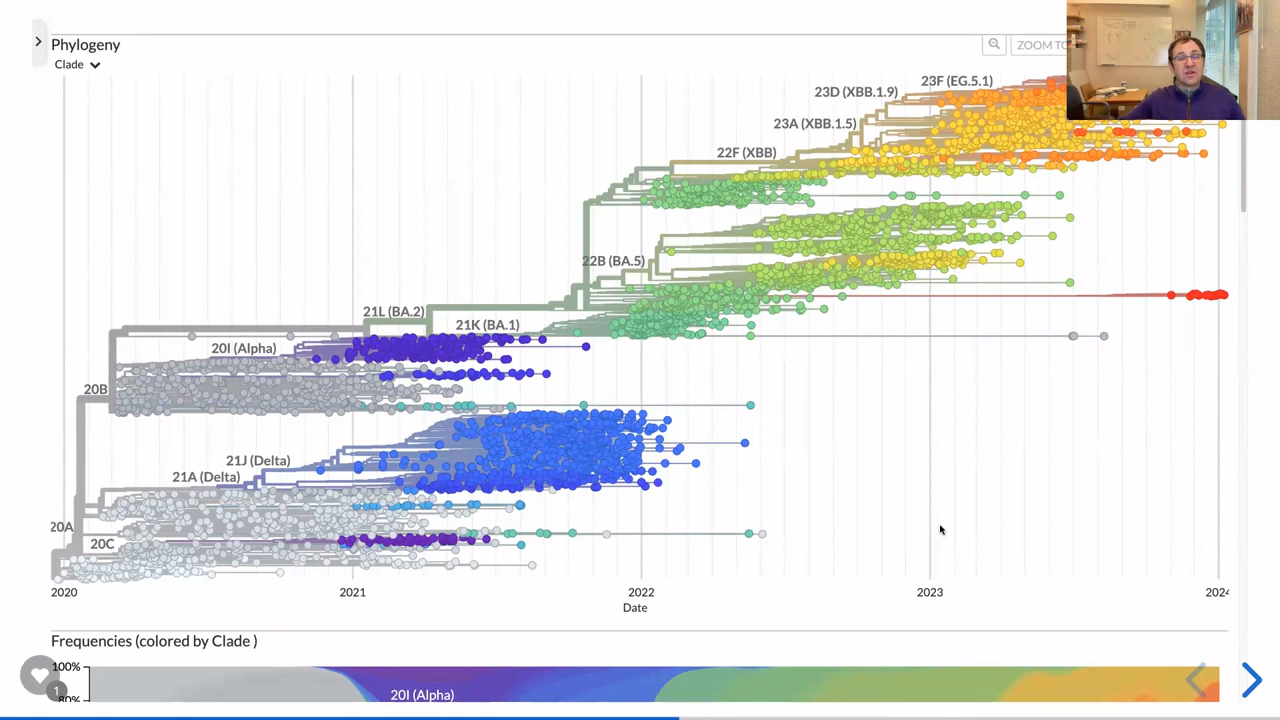 Phylogeny
ZOOM TO
Clade
23F (EG.5.1)
23D (XBB.1.9)
23A (XBB.1.5)
22F (XBB)
22B (BA.5)
21L (BA.2)
21K (BA.1)
20I (Alpha)
20B
21J (Delta)
21A (Delta)
20A
20C
2020
2021
2022
2023
2024
Date
Frequencies (colored by Clade )
100%
20I (Alpha)
80%
1